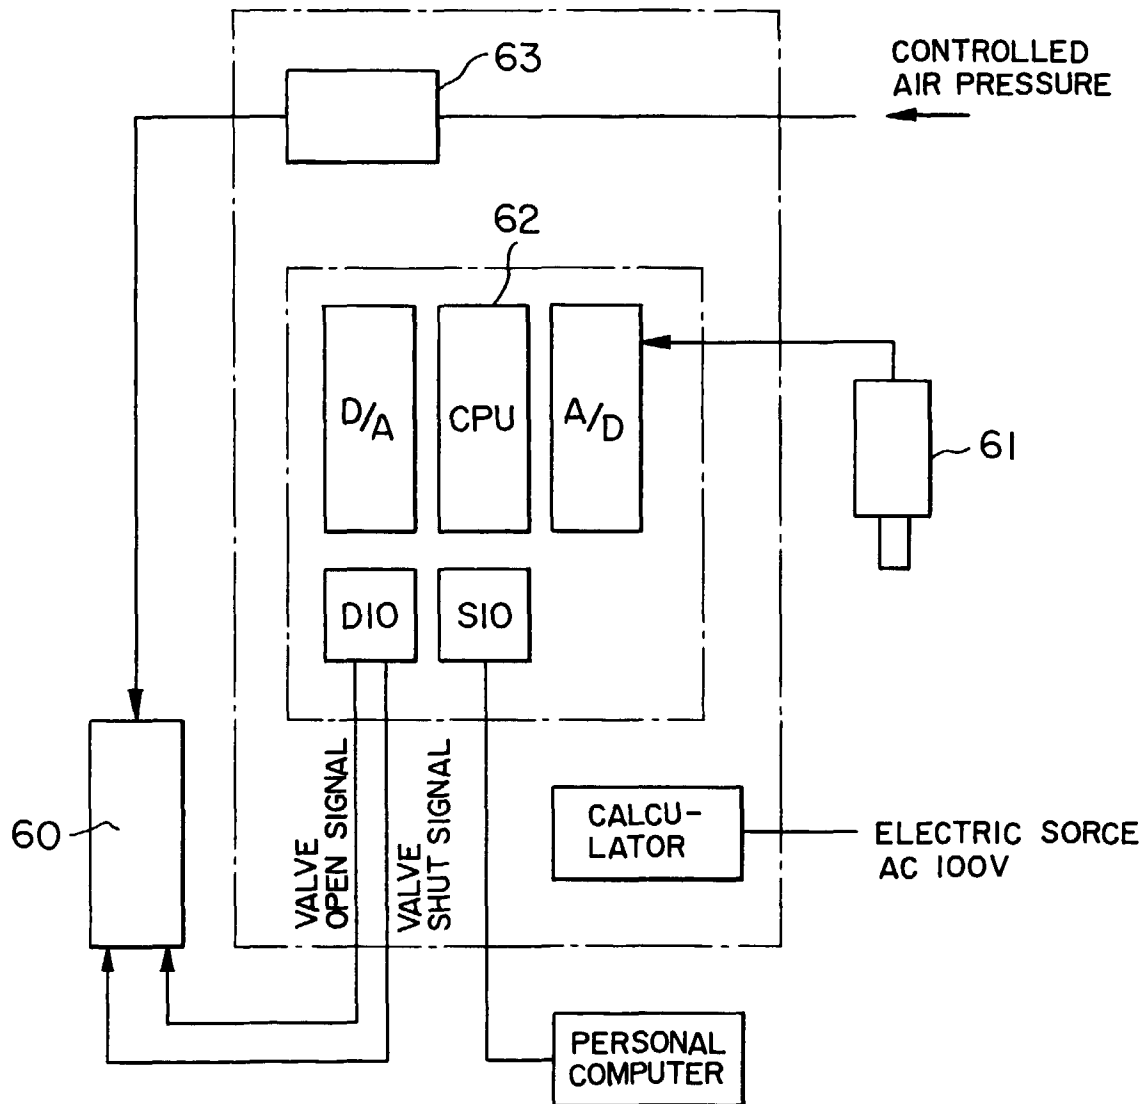 63
CONTROLLED
AIR PRESSURE
62
D/A
CPU
A/D
61
DIO
SIO
VALVE
OPEN SIGNAL
VALVE
SHUT SIGNAL
60
CALCU-
LATOR
ELECTRIC SORCE
AC 100V
PERSONAL
COMPUTER